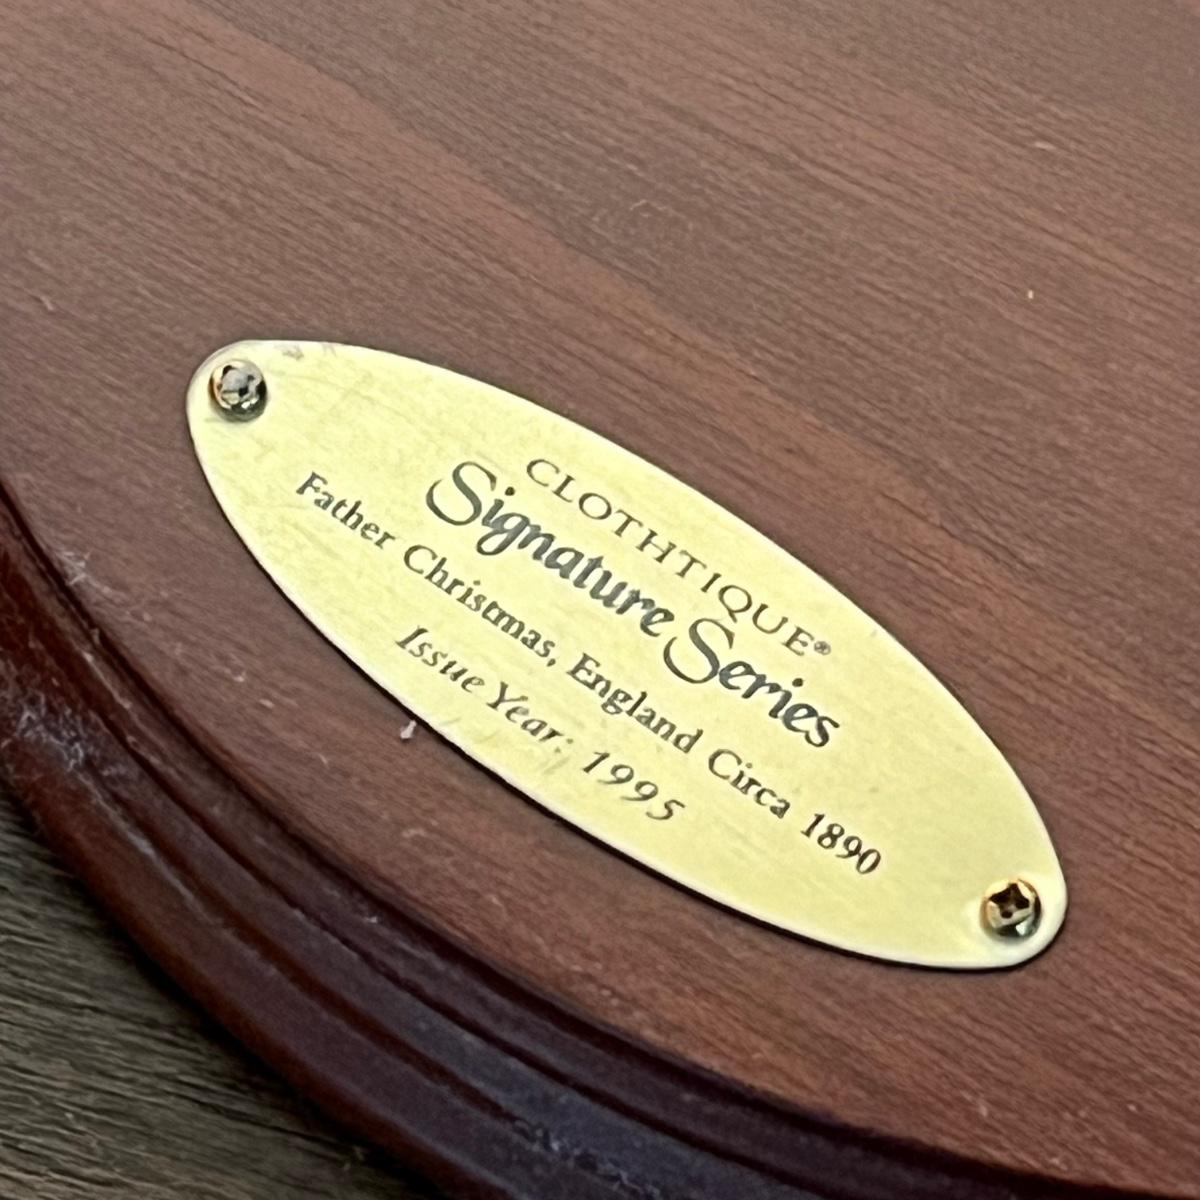 CLOTHTIQUE®
Signature Series
Father Christmas, England Circa 1890
Issue Year: 1995